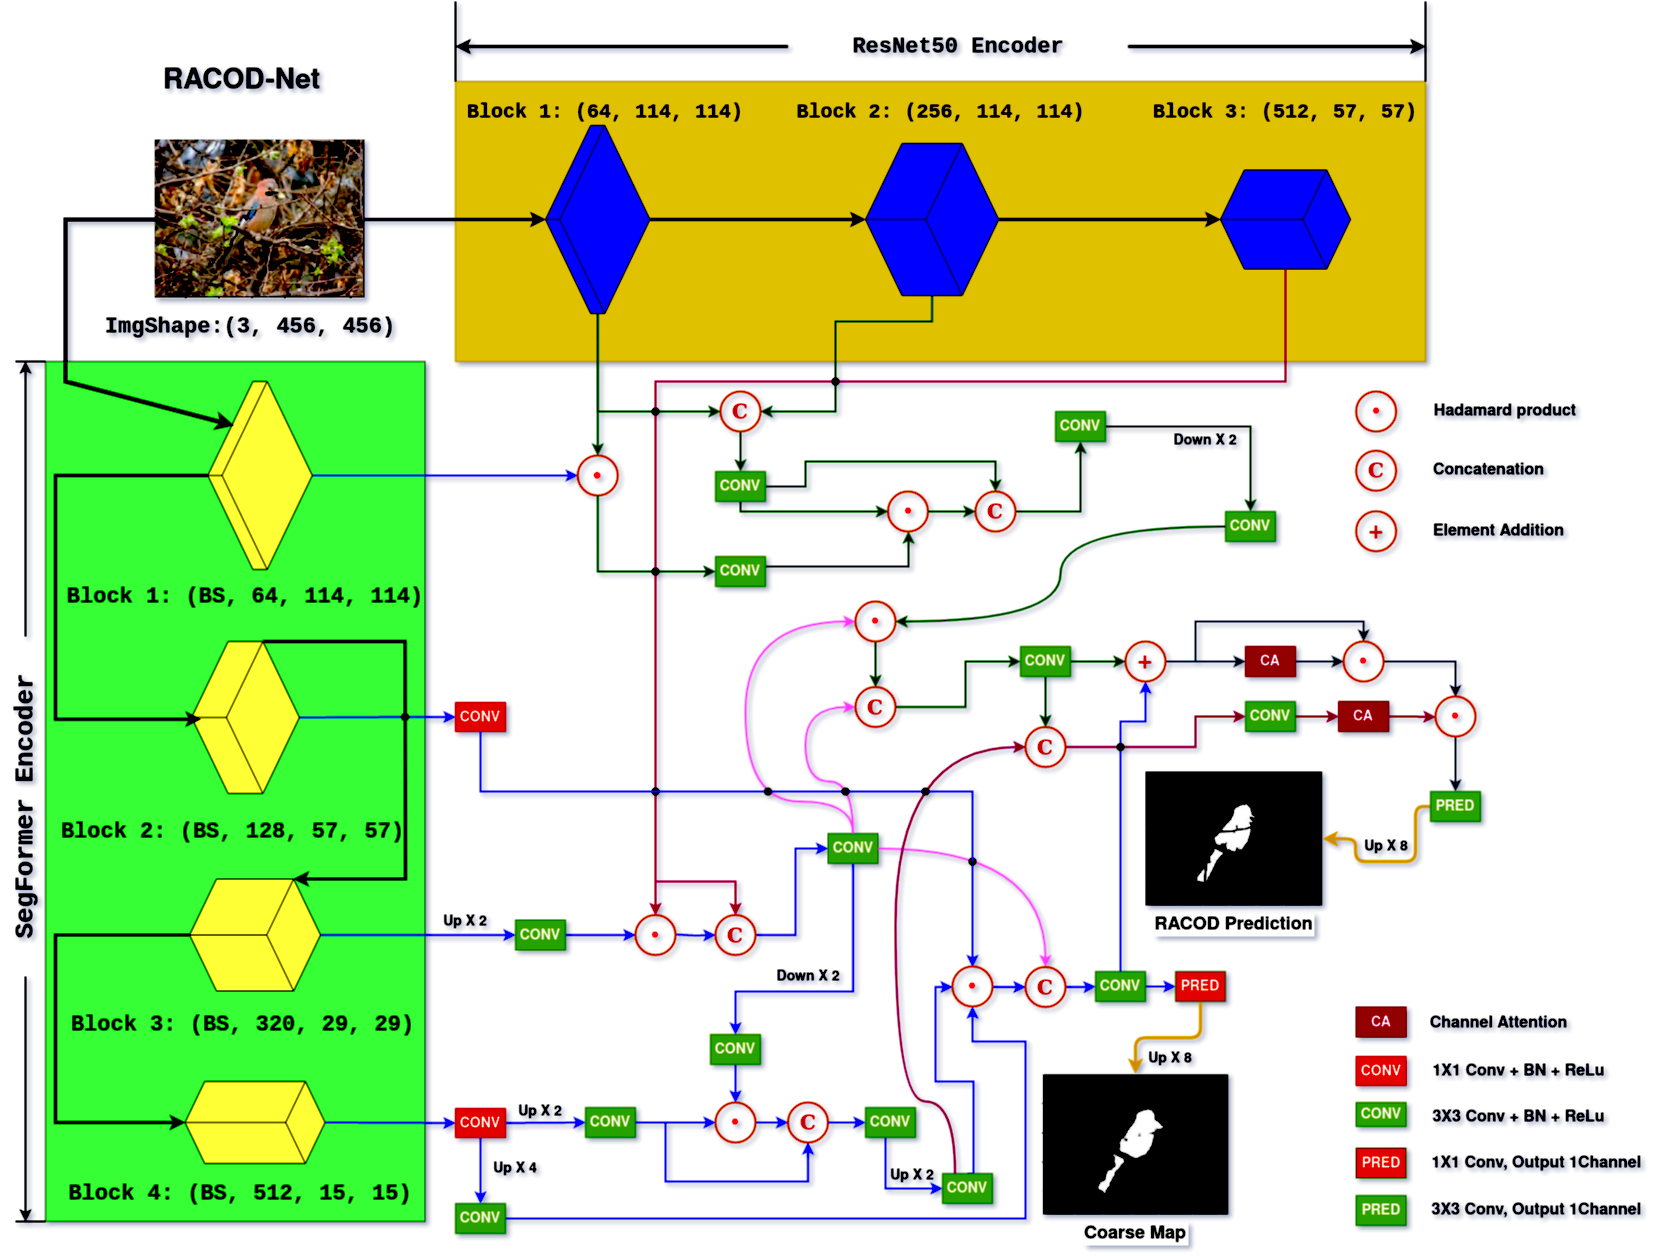 ResNet50 Encoder
RACOD-Net
Block 1: (64, 114, 114)
Block 2: (256, 114, 114)
Block 3: (512, 57, 57)
ImgShape:(3, 456, 456)
SegFormer Encoder
Block 1: (BS, 64, 114, 114)
Block 2: (BS, 128, 57, 57)
Block 3: (BS, 320, 29, 29)
Block 4: (BS, 512, 15, 15)
C
CONV
Down X 2
CONV
C
CONV
CONV
Hadamard product
C
Concatenation
+
Element Addition
CONV
+
CA
C
CONV
CONV
CA
C
PRED
Up X 8
RACOD Prediction
CONV
Up X 2
CONV
C
Down X 2
C
CONV
PRED
Up X 8
Coarse Map
CONV
CONV
Up X 2
CONV
C
CONV
Up X 4
Up X 2
CONV
CONV
CA
Channel Attention
CONV
1X1 Conv + BN + ReLu
CONV
3X3 Conv + BN + ReLu
PRED
1X1 Conv, Output 1Channel
PRED
3X3 Conv, Output 1Channel